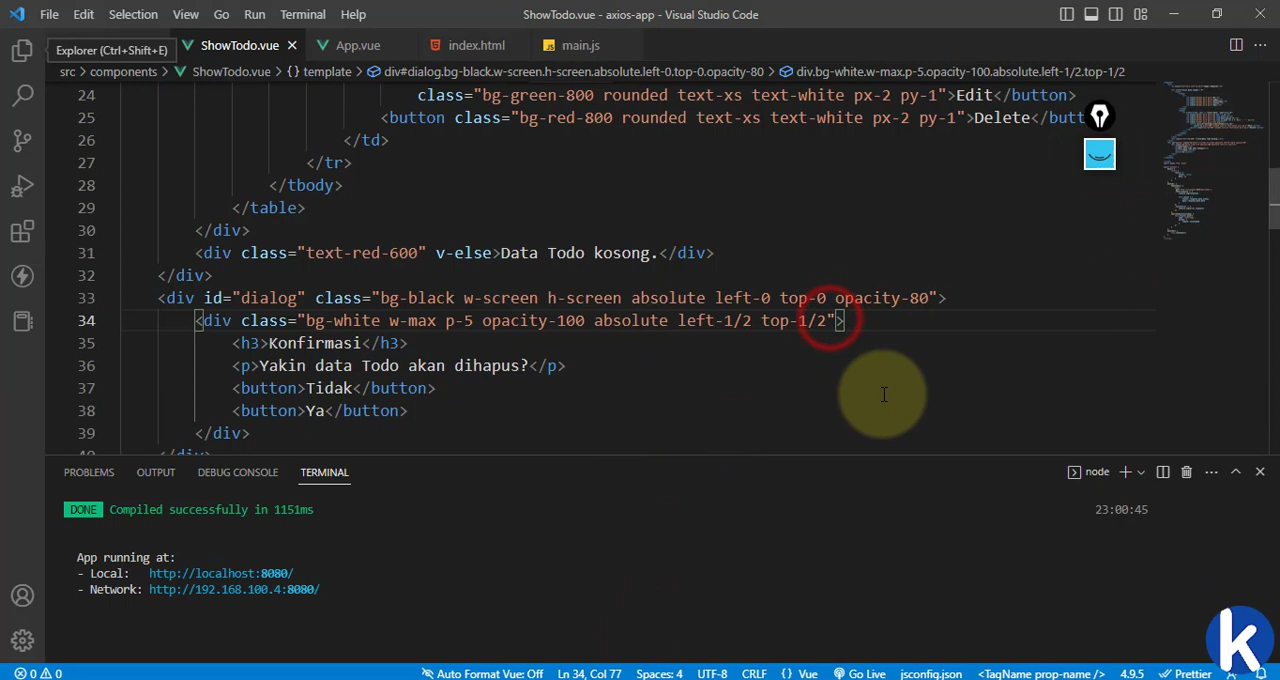 File Edit Selection View Go Run Terminal Help ShowTodo.vue - axios-app - Visual Studio Code
Explorer (Ctrl+Shift+E) ShowTodo.vue App.vue index.html main.js
src > components > ShowTodo.vue > {} template > div#dialog.bg-black.w-screen.h-screen.absolute.left-0.top-0.opacity-80 > div.bg-white.w-max.p-5.opacity-100.absolute.left-1/2.top-1/2
24 class="bg-green-800 rounded text-xs text-white px-2 py-1">Edit</button>
25 <button class="bg-red-800 rounded text-xs text-white px-2 py-1">Delete</butt
26 </td>
27 </tr>
28 </tbody>
29 </table>
30 </div>
31 <div class="text-red-600" v-else>Data Todo kosong.</div>
32 </div>
33 <div id="dialog" class="bg-black w-screen h-screen absolute left-0 top-0 opacity-80">
34 <div class="bg-white w-max p-5 opacity-100 absolute left-1/2 top-1/2">
35 <h3>Konfirmasi</h3>
36 <p>Yakin data Todo akan dihapus?</p>
37 <button>Tidak</button>
38 <button>Ya</button>
39 </div>
PROBLEMS OUTPUT DEBUG CONSOLE TERMINAL node
DONE Compiled successfully in 1151ms 23:00:45
App running at:
- Local: http://localhost:8080/
- Network: http://192.168.100.4:8080/
k
0 0 Auto Format Vue: Off Ln 34, Col 77 Spaces: 4 UTF-8 CRLF {} Vue Go Live jsconfig.json <TagName prop-name /> 4.9.5 Prettier